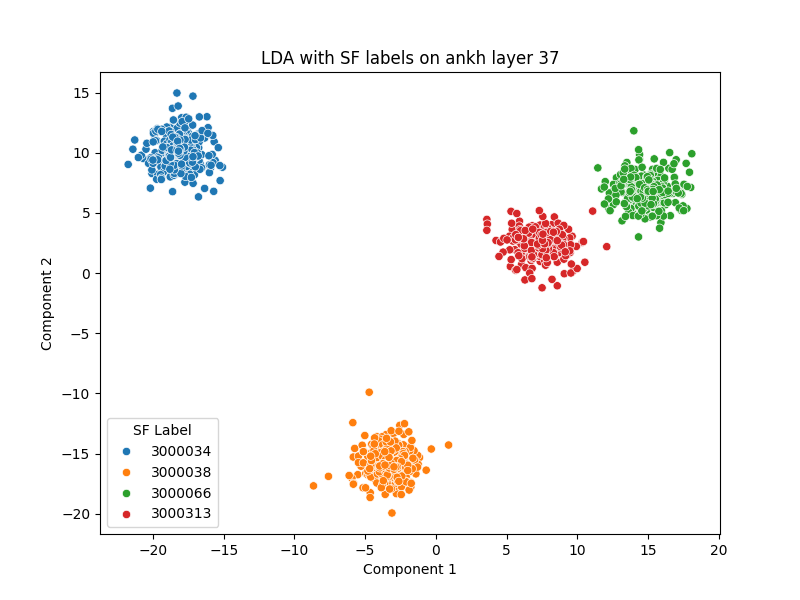 LDA with SF labels on ankh layer 37
15
10
5
0
−5
−10
−15
−20
Component 2
SF Label
3000034
3000038
3000066
3000313
−20 −15 −10 −5 0 5 10 15 20
Component 1